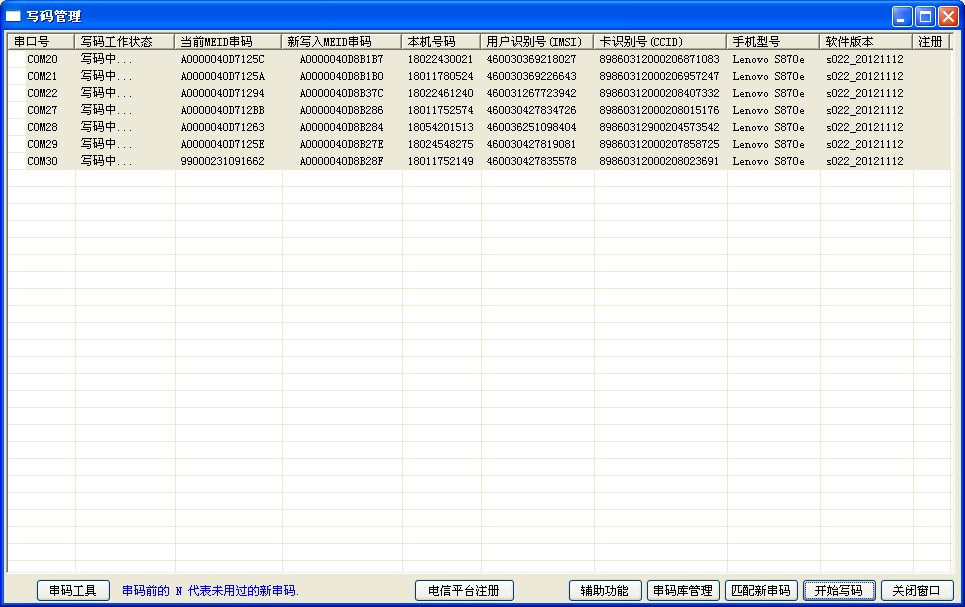 写码管理
串口号 写码工作状态 当前MEID串码 新写入MEID串码 本机号码 用户识别号(IMSI) 卡识别号(CCID) 手机型号 软件版本 注册
COM20 写码中... A0000040D7125C A0000040D8B1B7 18022430021 460030369218027 89860312000206871083 Lenovo S870e s022_20121112
COM21 写码中... A0000040D7125A A0000040D8B1B0 18011780524 460030369226643 89860312000206957247 Lenovo S870e s022_20121112
COM22 写码中... A0000040D71294 A0000040D8B37C 18022461240 460031267723942 89860312000208407332 Lenovo S870e s022_20121112
COM27 写码中... A0000040D712BB A0000040D8B286 18011752574 460030427834726 89860312000208015176 Lenovo S870e s022_20121112
COM28 写码中... A0000040D71263 A0000040D8B284 18054201513 460036251098404 89860312900204573542 Lenovo S870e s022_20121112
COM29 写码中... A0000040D7125E A0000040D8B27E 18024548275 460030427819081 89860312000207858725 Lenovo S870e s022_20121112
COM30 写码中... 99000231091662 A0000040D8B28F 18011752149 460030427835578 89860312000208023691 Lenovo S870e s022_20121112
串码工具 串码前的 N 代表未用过的新串码. 电信平台注册 辅助功能 串码库管理 匹配新串码 开始写码 关闭窗口